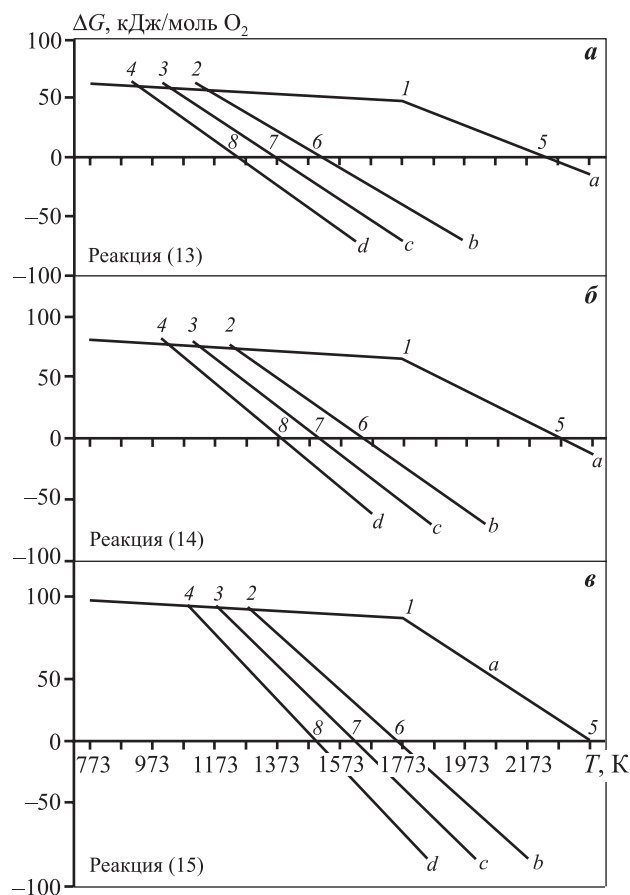 ΔG, кДж/моль O₂
100
4 3 2 а
1
50
8 7 6 5
0
a
−50
d c b
Реакция (13)
−100
б
100
4 3 2
1
50
8 7 6 5
0
a
−50
d c b
Реакция (14)
−100
в
100
4 3 2 1
a
50
8 7 6 5
0
773 973 1173 1373 1573 1773 1973 2173 T, К
−50
d c b
Реакция (15)
−100